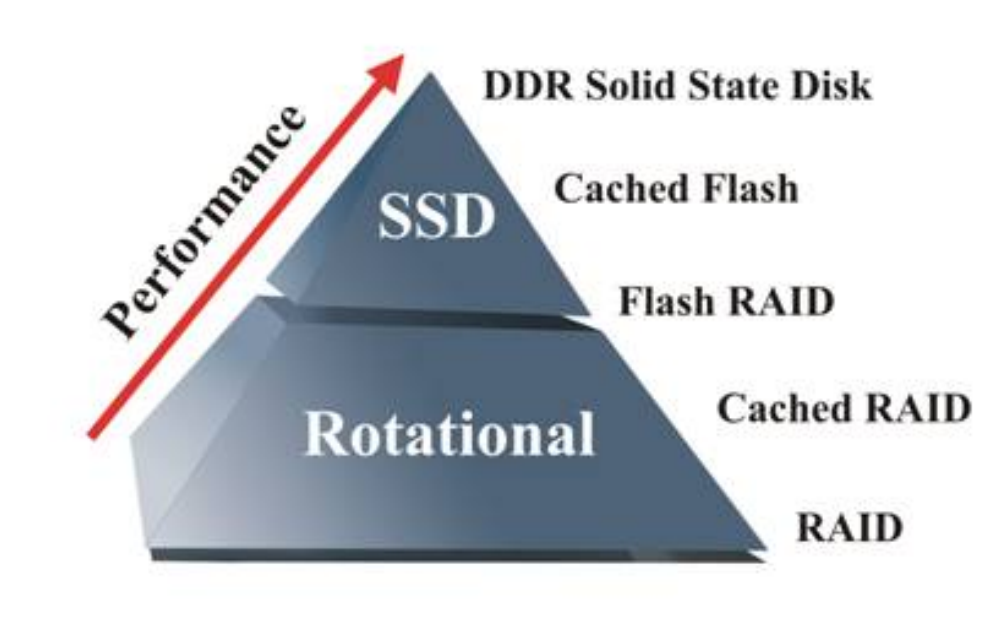 Performance
DDR Solid State Disk
Cached Flash
SSD
Flash RAID
Cached RAID
Rotational
RAID